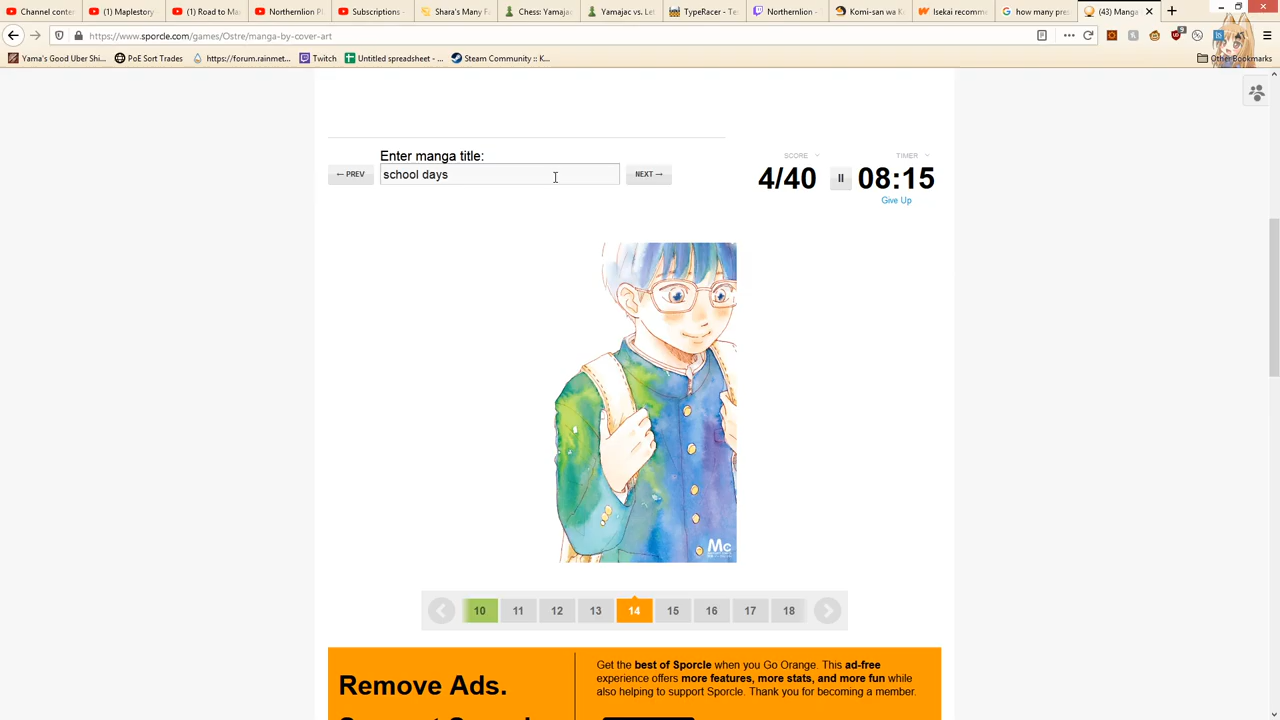 Channel conten
(1) Maplestory
(1) Road to Ma
Northernlion Pl
Subscriptions -
Shara's Many F
Chess: Yamajac
Yamajac vs. Le
TypeRacer - Te
Northernlion -
Komi-san wa K
Isekai recomme
how many pres
(43) Manga
https://www.sporcle.com/games/Ostre/manga-by-cover-art
Yama's Good Uber Shi...
PoE Sort Trades
https://forum.rainmet...
Twitch
Untitled spreadsheet - ...
Steam Community :: K...
Other Bookmarks
Enter manga title:
← PREV
school days
NEXT →
SCORE
4/40
TIMER
08:15
Give Up
Mc
10 11 12 13 14 15 16 17 18
Remove Ads.
Get the best of Sporcle when you Go Orange. This ad-free
experience offers more features, more stats, and more fun while
also helping to support Sporcle. Thank you for becoming a member.